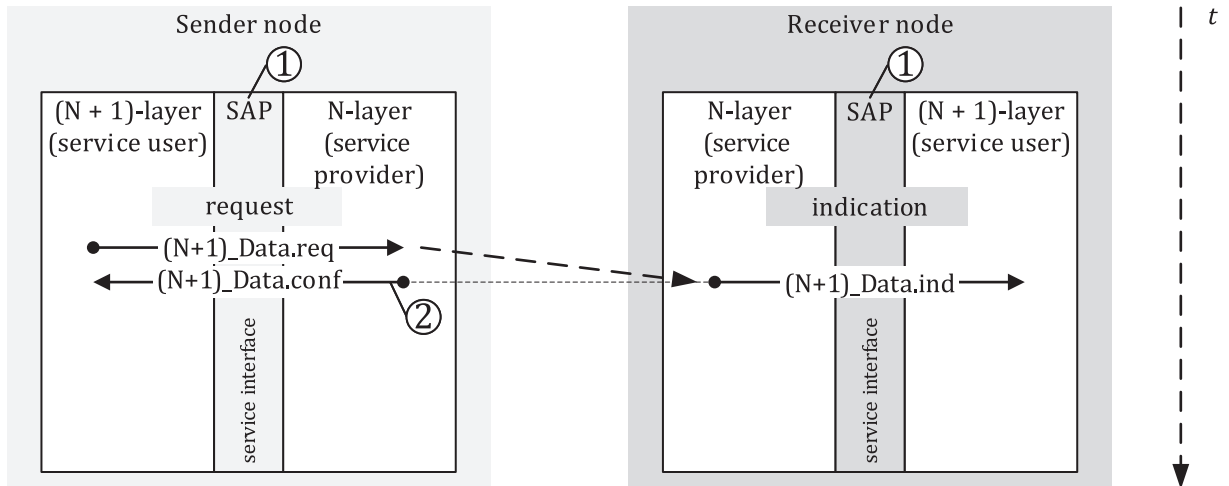 Sender node
Receiver node
t
①
①
(N + 1)-layer
(service user)
SAP
N-layer
(service
provider)
N-layer
(service
provider)
SAP
(N + 1)-layer
(service user)
request
indication
(N+1)_Data.req
(N+1)_Data.conf
(N+1)_Data.ind
②
service interface
service interface